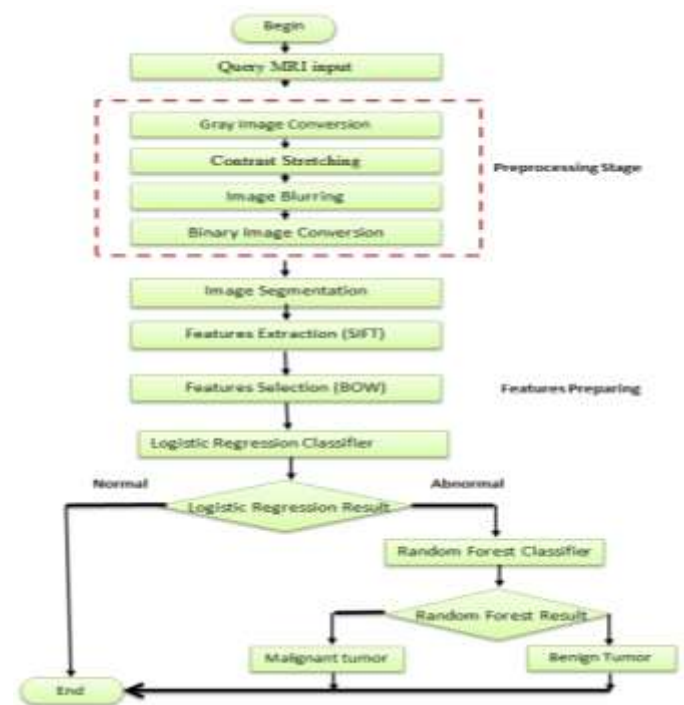 Begin
Query MRI input
Gray Image Conversion
Contrast Stretching
Preprocessing Stage
Image Blurring
Binary Image Conversion
Image Segmentation
Features Extraction (SIFT)
Features Selection (BOW)
Features Preparing
Logistic Regression Classifier
Normal
Abnormal
Logistic Regression Result
Random Forest Classifier
Random Forest Result
Malignant tumor
Benign Tumor
End